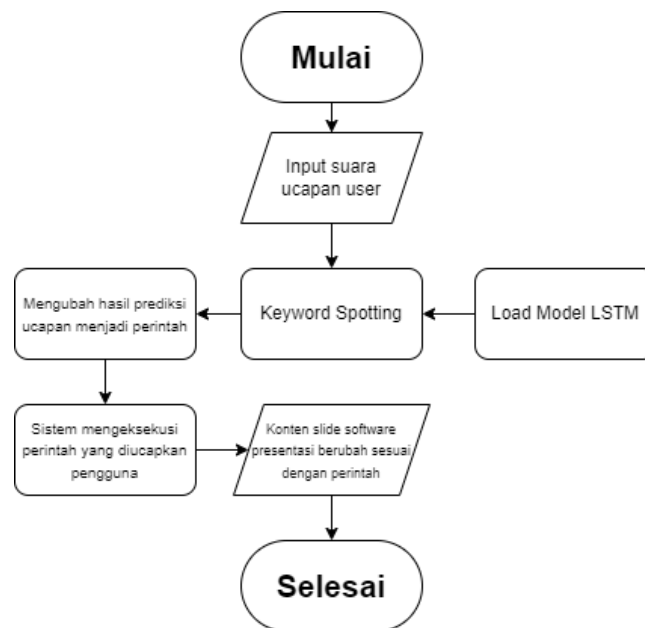 Mulai
Input suara
ucapan user
Mengubah hasil prediksi
ucapan menjadi perintah
Keyword Spotting
Load Model LSTM
Sistem mengeksekusi
perintah yang diucapkan
pengguna
Konten slide software
presentasi berubah sesuai
dengan perintah
Selesai